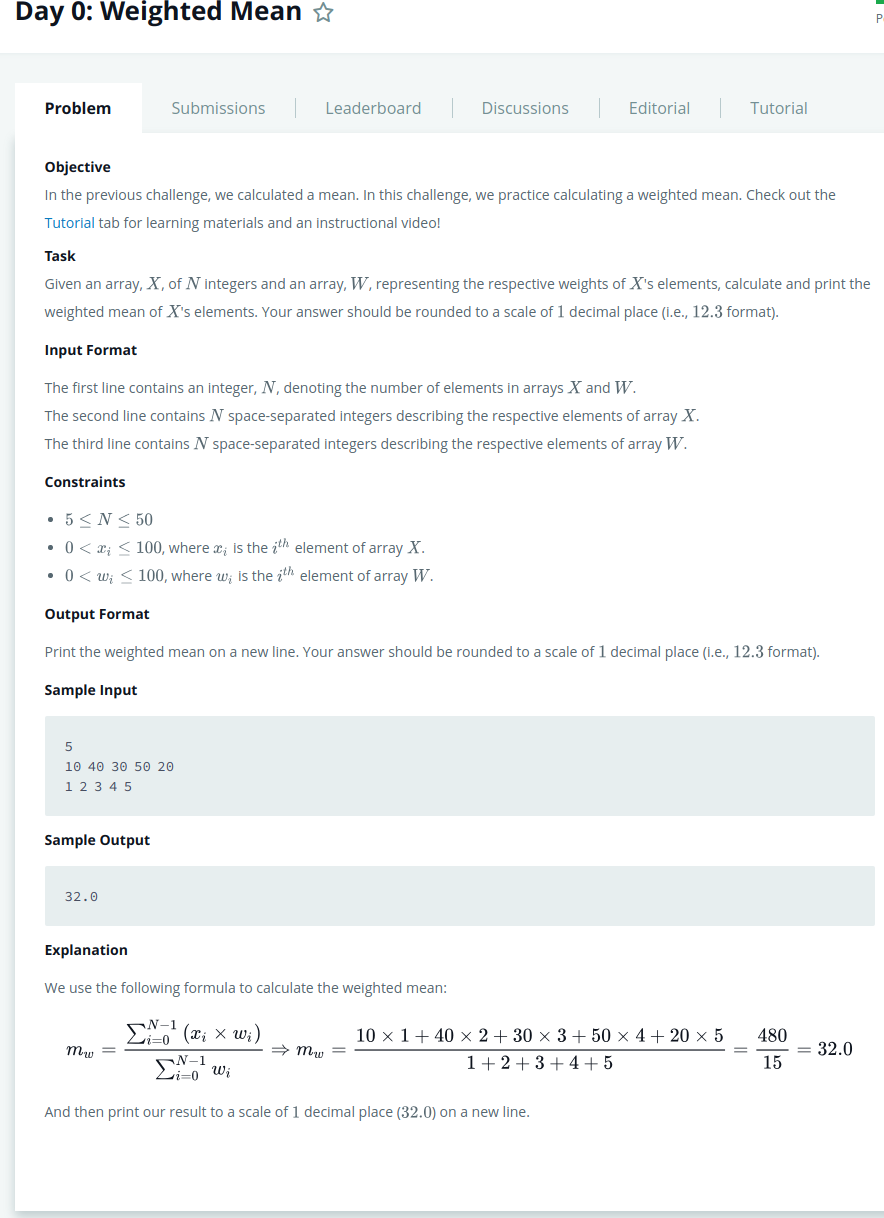 Day 0: Weighted Mean
Problem
Submissions
Leaderboard
Discussions
Editorial
Tutorial
Objective
In the previous challenge, we calculated a mean. In this challenge, we practice calculating a weighted mean. Check out the
Tutorial tab for learning materials and an instructional video!
Task
Given an array, X, of N integers and an array, W, representing the respective weights of X's elements, calculate and print the
weighted mean of X's elements. Your answer should be rounded to a scale of 1 decimal place (i.e., 12.3 format).
Input Format
The first line contains an integer, N, denoting the number of elements in arrays X and W.
The second line contains N space-separated integers describing the respective elements of array X.
The third line contains N space-separated integers describing the respective elements of array W.
Constraints
• 5 ≤ N ≤ 50
• 0 < x_i ≤ 100, where x_i is the i^th element of array X.
• 0 < w_i ≤ 100, where w_i is the i^th element of array W.
Output Format
Print the weighted mean on a new line. Your answer should be rounded to a scale of 1 decimal place (i.e., 12.3 format).
Sample Input
5
10 40 30 50 20
1 2 3 4 5
Sample Output
32.0
Explanation
We use the following formula to calculate the weighted mean:
m_w = \frac{\sum_{i=0}^{N-1} (x_i × w_i)}{\sum_{i=0}^{N-1} w_i} ⇒ m_w = \frac{10 × 1 + 40 × 2 + 30 × 3 + 50 × 4 + 20 × 5}{1 + 2 + 3 + 4 + 5} = \frac{480}{15} = 32.0
And then print our result to a scale of 1 decimal place (32.0) on a new line.